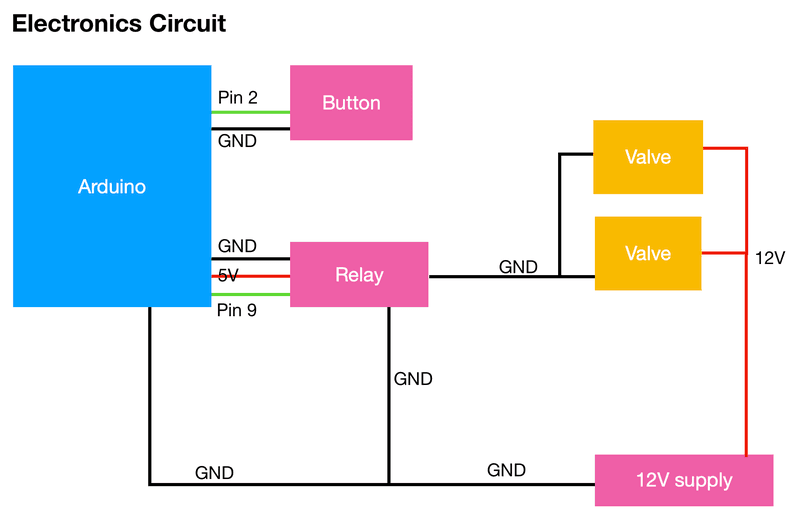 Electronics Circuit
Pin 2
Button
GND
Arduino
Valve
GND
5V
Relay
Pin 9
GND
Valve
12V
GND
GND
GND
12V supply